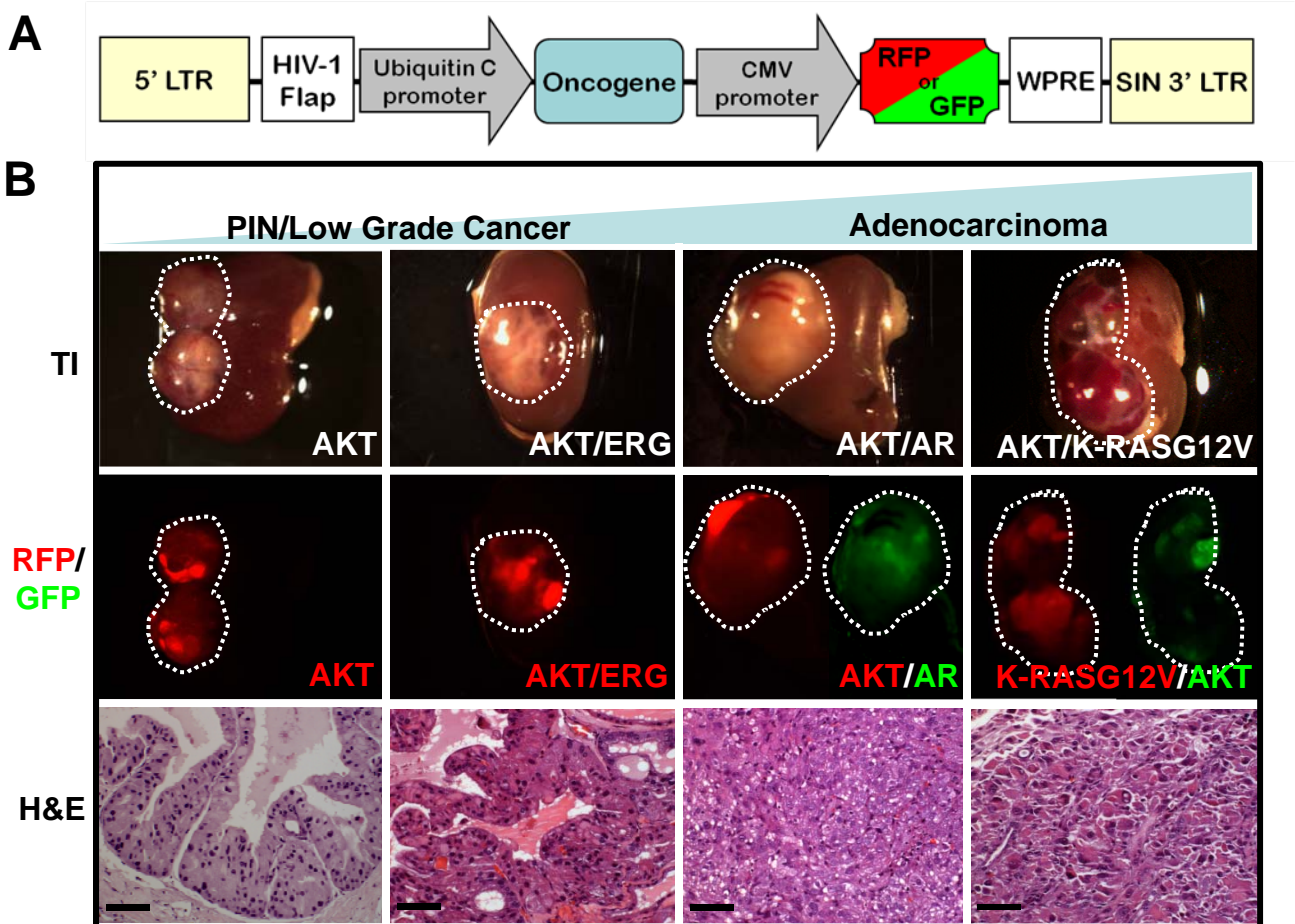 A
5’ LTR
HIV-1
Flap
Ubiquitin C
promoter
Oncogene
CMV
promoter
RFP
or
GFP
WPRE
SIN 3’ LTR
B
PIN/Low Grade Cancer
Adenocarcinoma
TI
AKT
AKT/ERG
AKT/AR
AKT/K-RASG12V
RFP/
GFP
AKT
AKT/ERG
AKT/AR
K-RASG12V/AKT
H&E